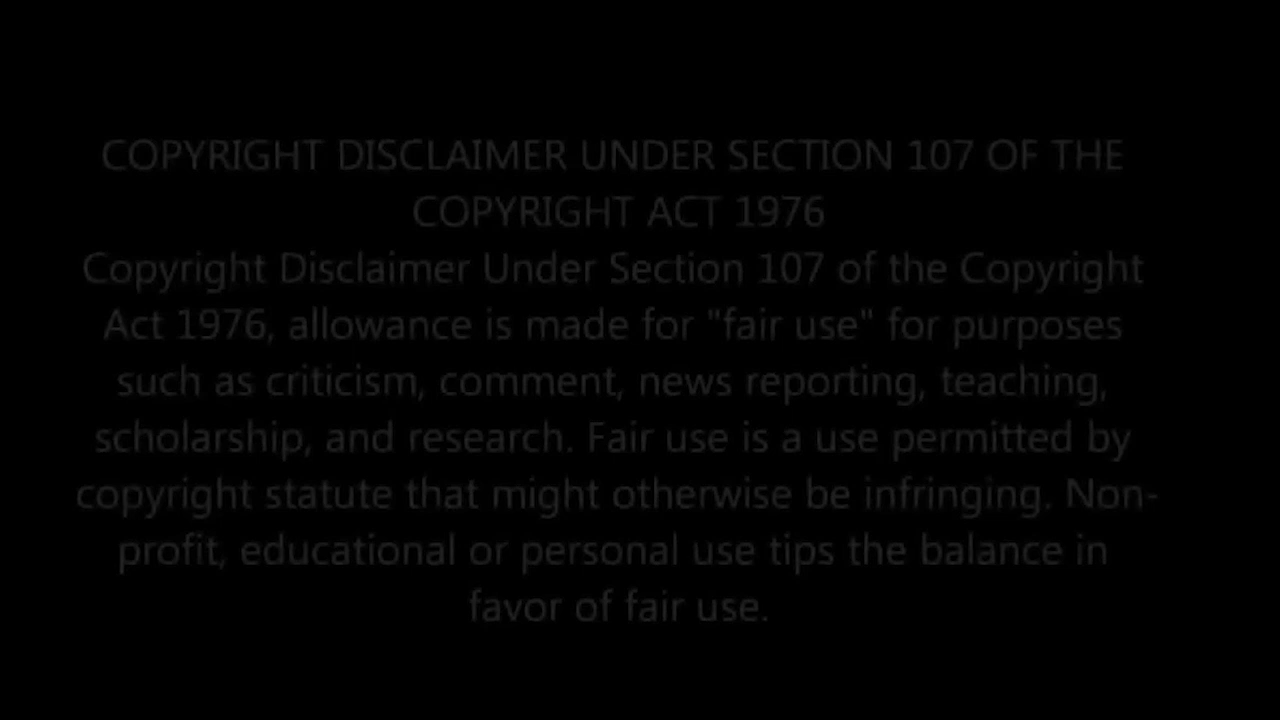 COPYRIGHT DISCLAIMER UNDER SECTION 107 OF THE
COPYRIGHT ACT 1976
Copyright Disclaimer Under Section 107 of the Copyright
Act 1976, allowance is made for "fair use" for purposes
such as criticism, comment, news reporting, teaching,
scholarship, and research. Fair use is a use permitted by
copyright statute that might otherwise be infringing. Non-
profit, educational or personal use tips the balance in
favor of fair use.